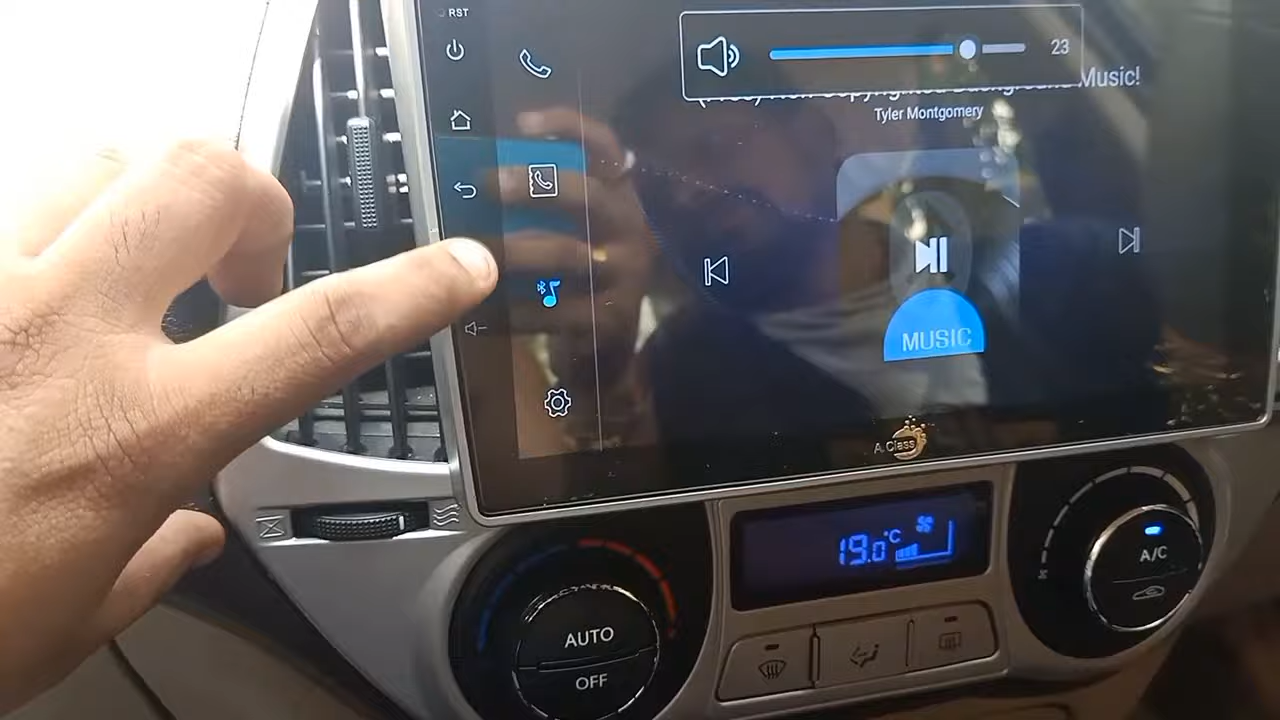 RST
23
Music!
Tyler Montgomery
MUSIC
A.Class
19.0°C
A/C
AUTO
OFF